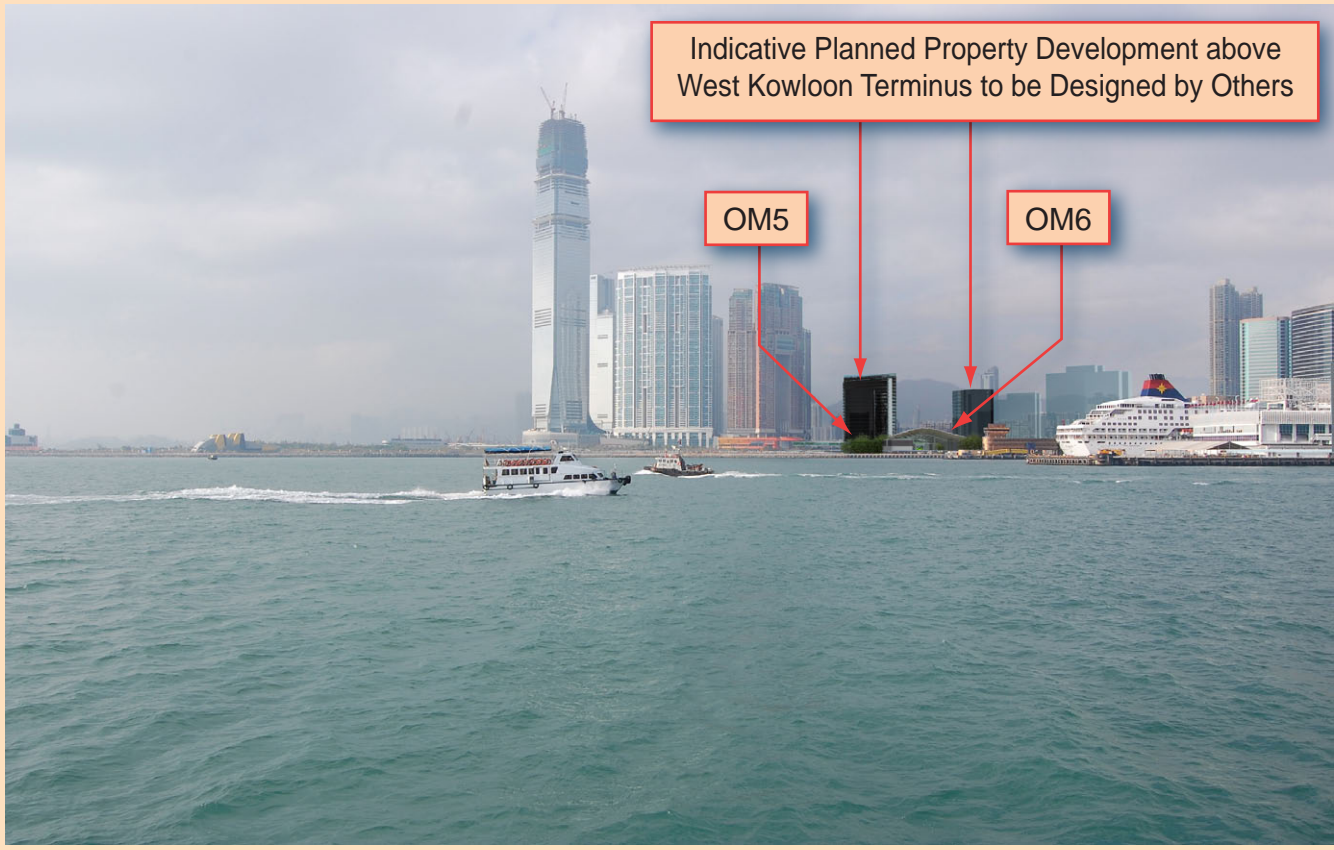 Indicative Planned Property Development above
West Kowloon Terminus to be Designed by Others
OM5
OM6